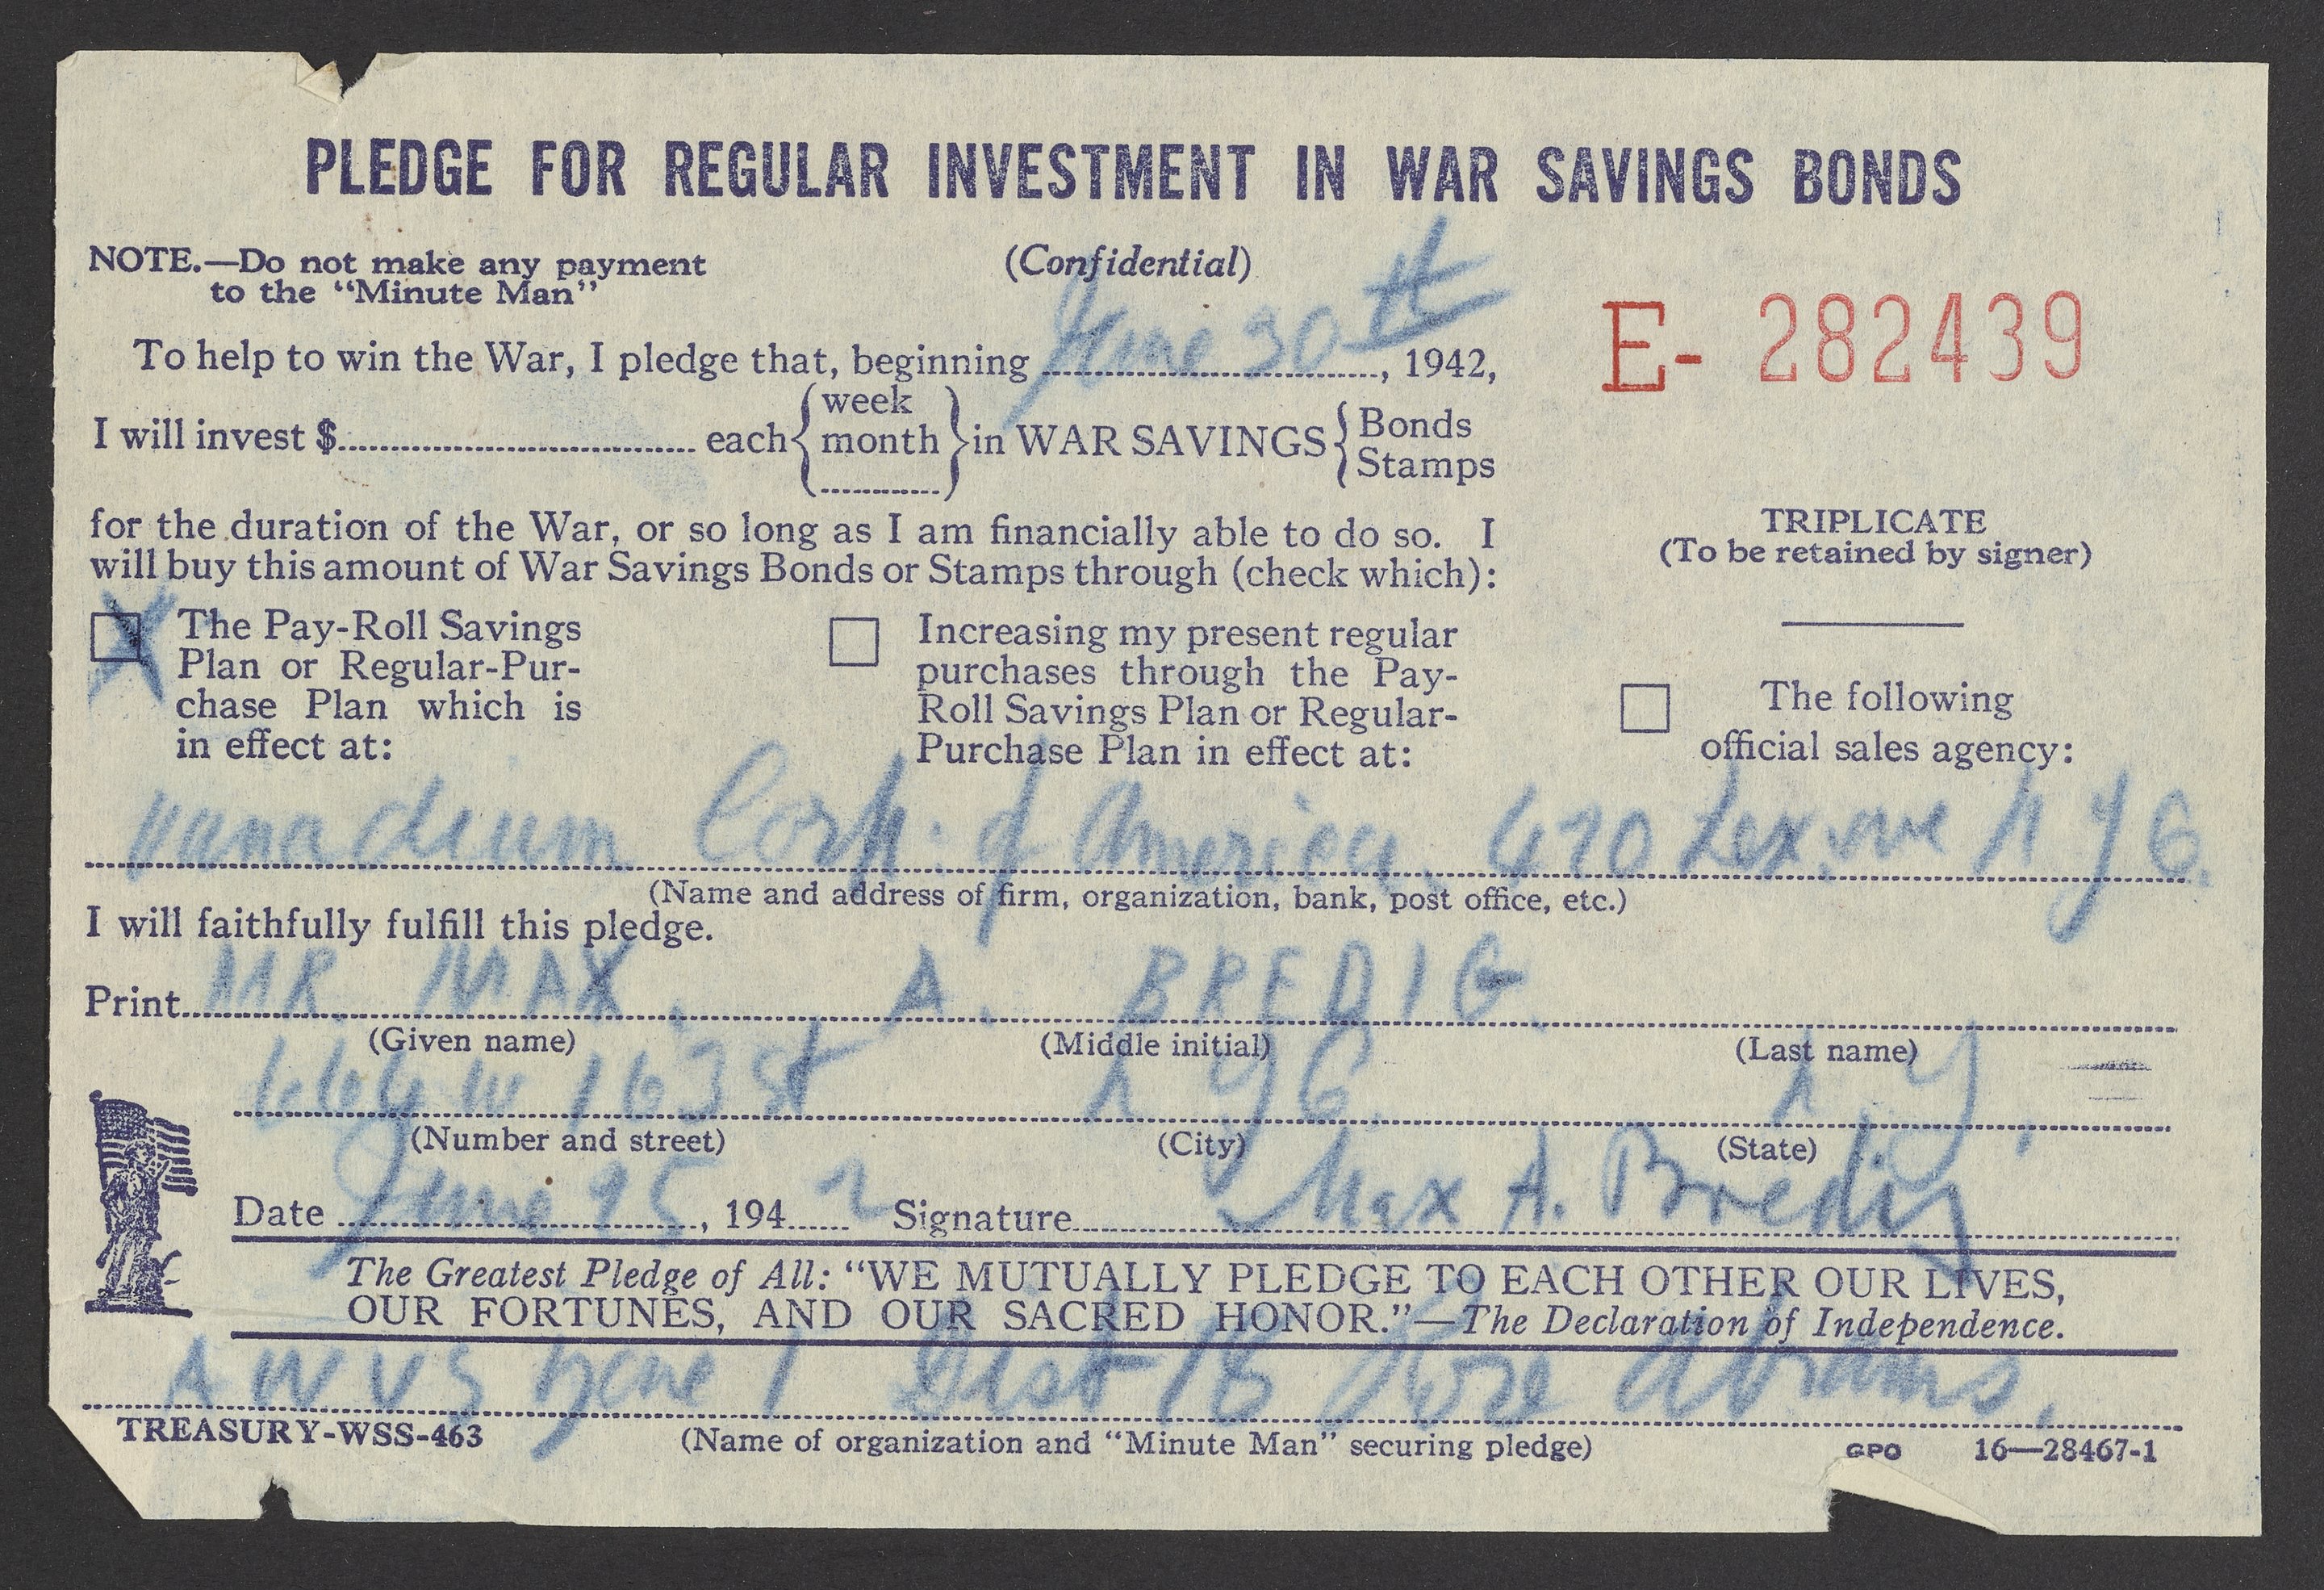 PLEDGE FOR REGULAR INVESTMENT IN WAR SAVINGS BONDS
NOTE.—Do not make any payment
to the “Minute Man”
(Confidential)
E- 282439
To help to win the War, I pledge that, beginning June 30th, 1942,
I will invest $ each { week month } in WAR SAVINGS { Bonds Stamps
for the duration of the War, or so long as I am financially able to do so. I
will buy this amount of War Savings Bonds or Stamps through (check which):
TRIPLICATE
(To be retained by signer)
X The Pay-Roll Savings
Plan or Regular-Pur-
chase Plan which is
in effect at:
Increasing my present regular
purchases through the Pay-
Roll Savings Plan or Regular-
Purchase Plan in effect at:
The following
official sales agency:
Vanadium Corp. of America, 420 Lex. ave N Y C.
(Name and address of firm, organization, bank, post office, etc.)
I will faithfully fulfill this pledge.
Print MR. MAX. A. BREDIG.
(Given name) (Middle initial) (Last name)
W 163 st N Y C. N. Y.
(Number and street) (City) (State)
Date June 25, 1942 Signature Max A. Bredig
The Greatest Pledge of All: “WE MUTUALLY PLEDGE TO EACH OTHER OUR LIVES,
OUR FORTUNES, AND OUR SACRED HONOR.”—The Declaration of Independence.
A W V S Zone 1 Dist 18 Rose Abrams.
TREASURY-WSS-463 (Name of organization and “Minute Man” securing pledge) GPO 16—28467-1